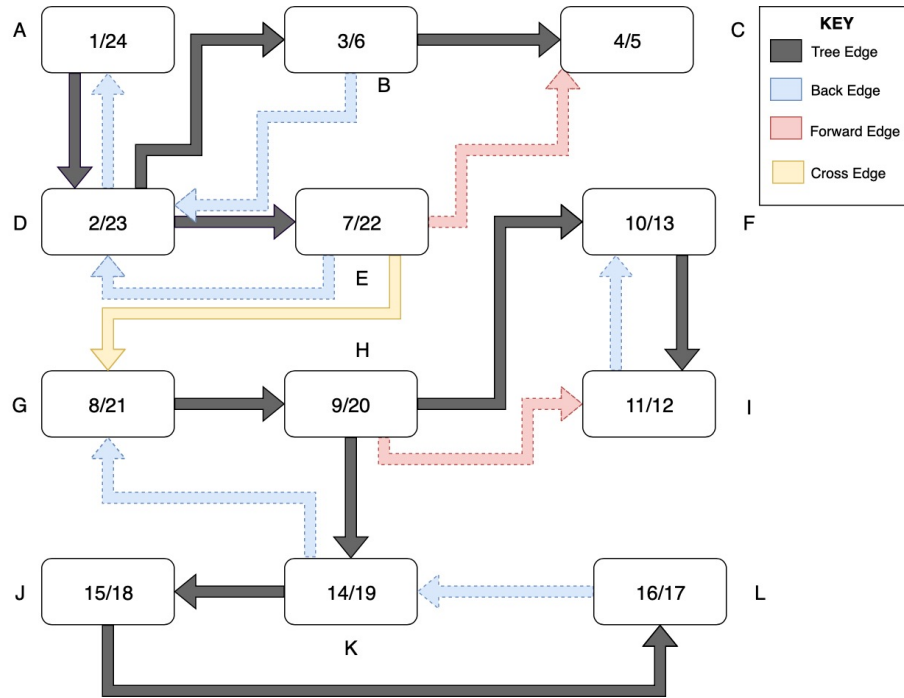 A
1/24
3/6
B
4/5
C
KEY
Tree Edge
Back Edge
Forward Edge
Cross Edge
D
2/23
7/22
E
10/13
F
H
G
8/21
9/20
11/12
I
J
15/18
14/19
K
16/17
L